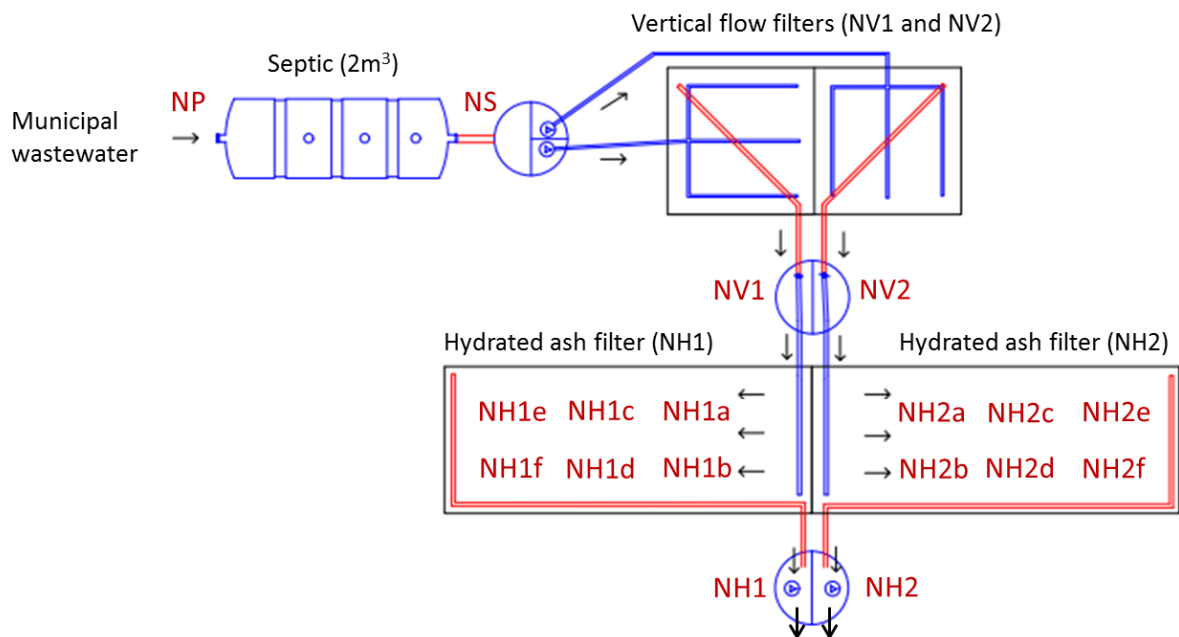 Vertical flow filters (NV1 and NV2)
Septic (2m³)
NP
NS
Municipal
wastewater
NV1
NV2
Hydrated ash filter (NH1)
Hydrated ash filter (NH2)
NH1e NH1c NH1a
NH2a NH2c NH2e
NH1f NH1d NH1b
NH2b NH2d NH2f
NH1
NH2